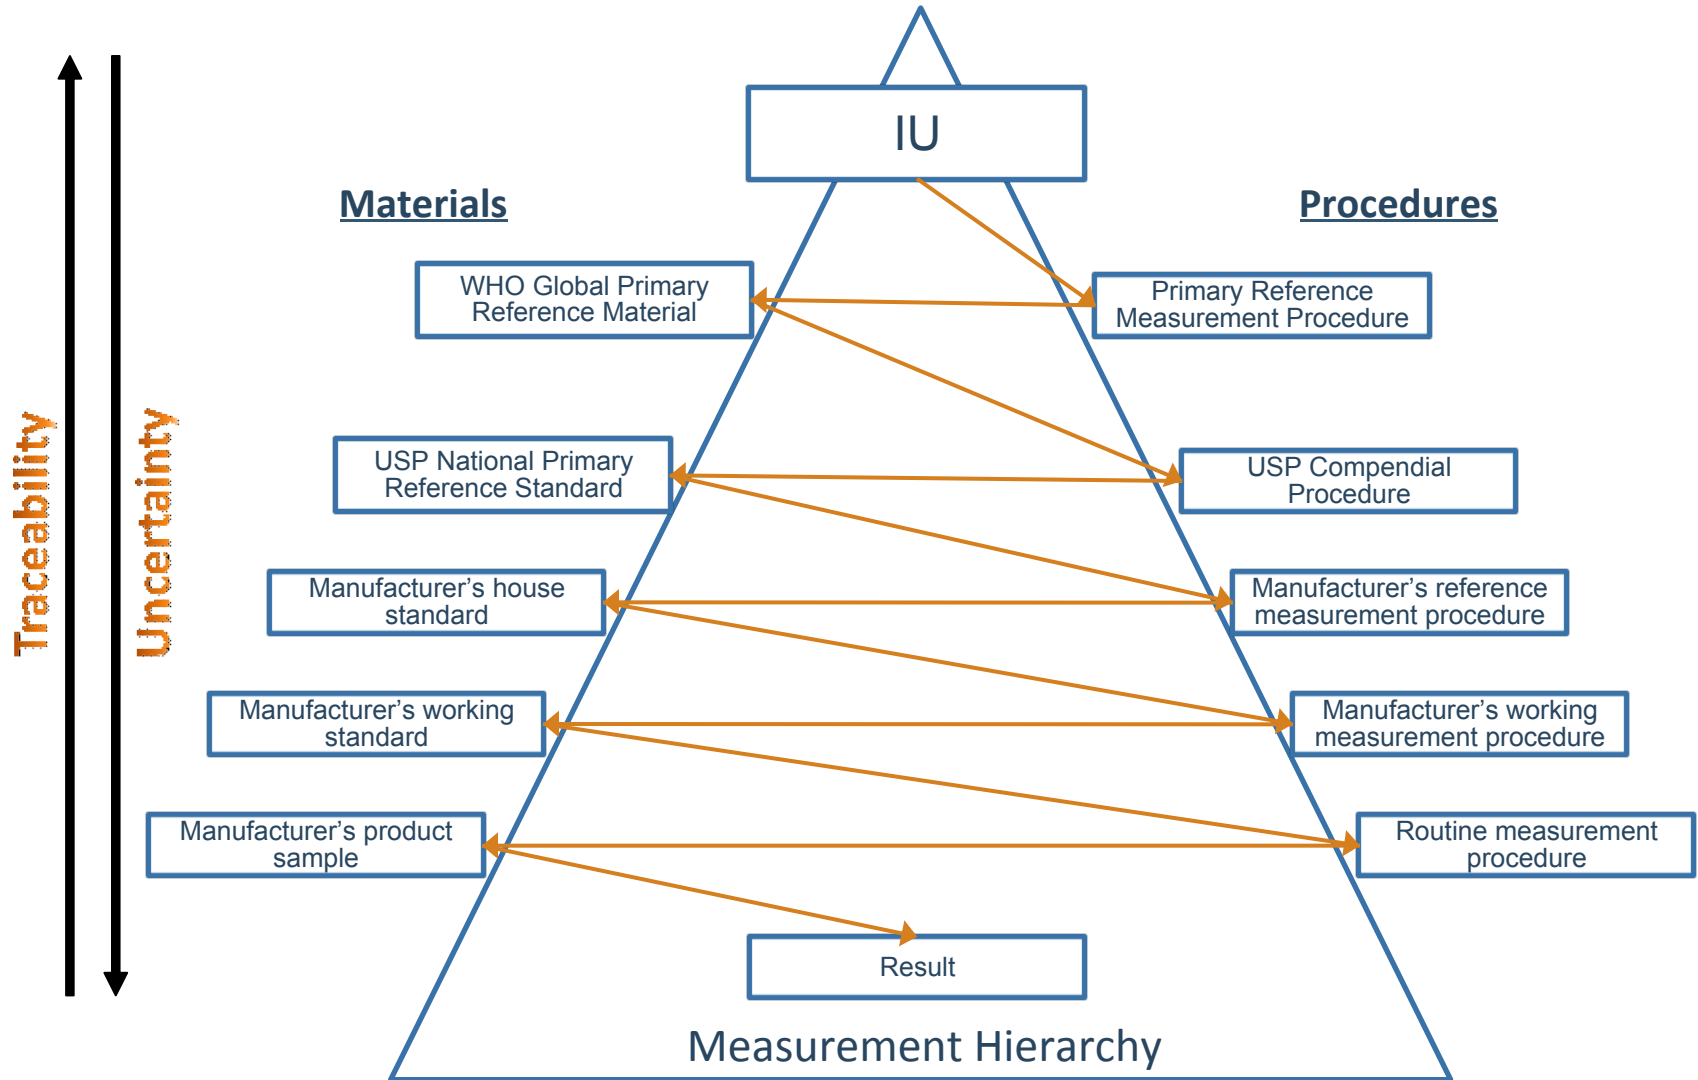 IU
Materials
Procedures
WHO Global Primary
Reference Material
Primary Reference
Measurement Procedure
USP National Primary
Reference Standard
USP Compendial
Procedure
Manufacturer’s house
standard
Manufacturer’s reference
measurement procedure
Manufacturer’s working
standard
Manufacturer’s working
measurement procedure
Manufacturer’s product
sample
Routine measurement
procedure
Result
Measurement Hierarchy
Traceability
Uncertainty